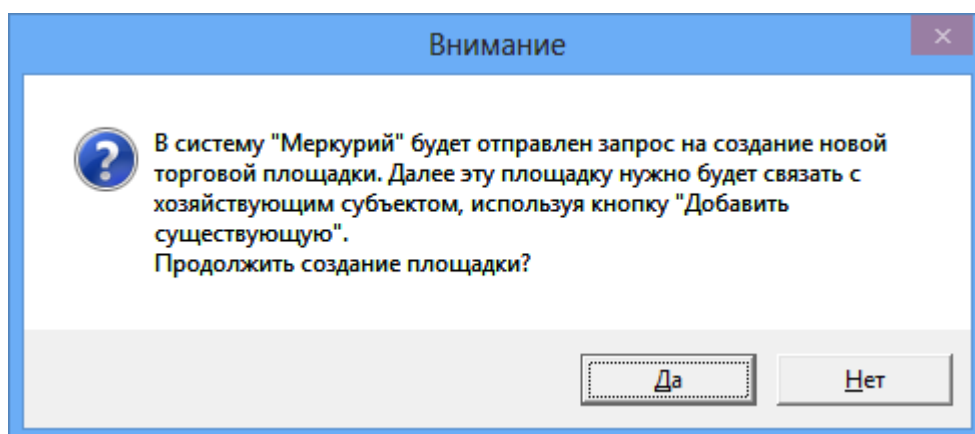 Внимание
В систему "Меркурий" будет отправлен запрос на создание новой
торговой площадки. Далее эту площадку нужно будет связать с
хозяйствующим субъектом, используя кнопку "Добавить
существующую".
Продолжить создание площадки?
Да
Нет